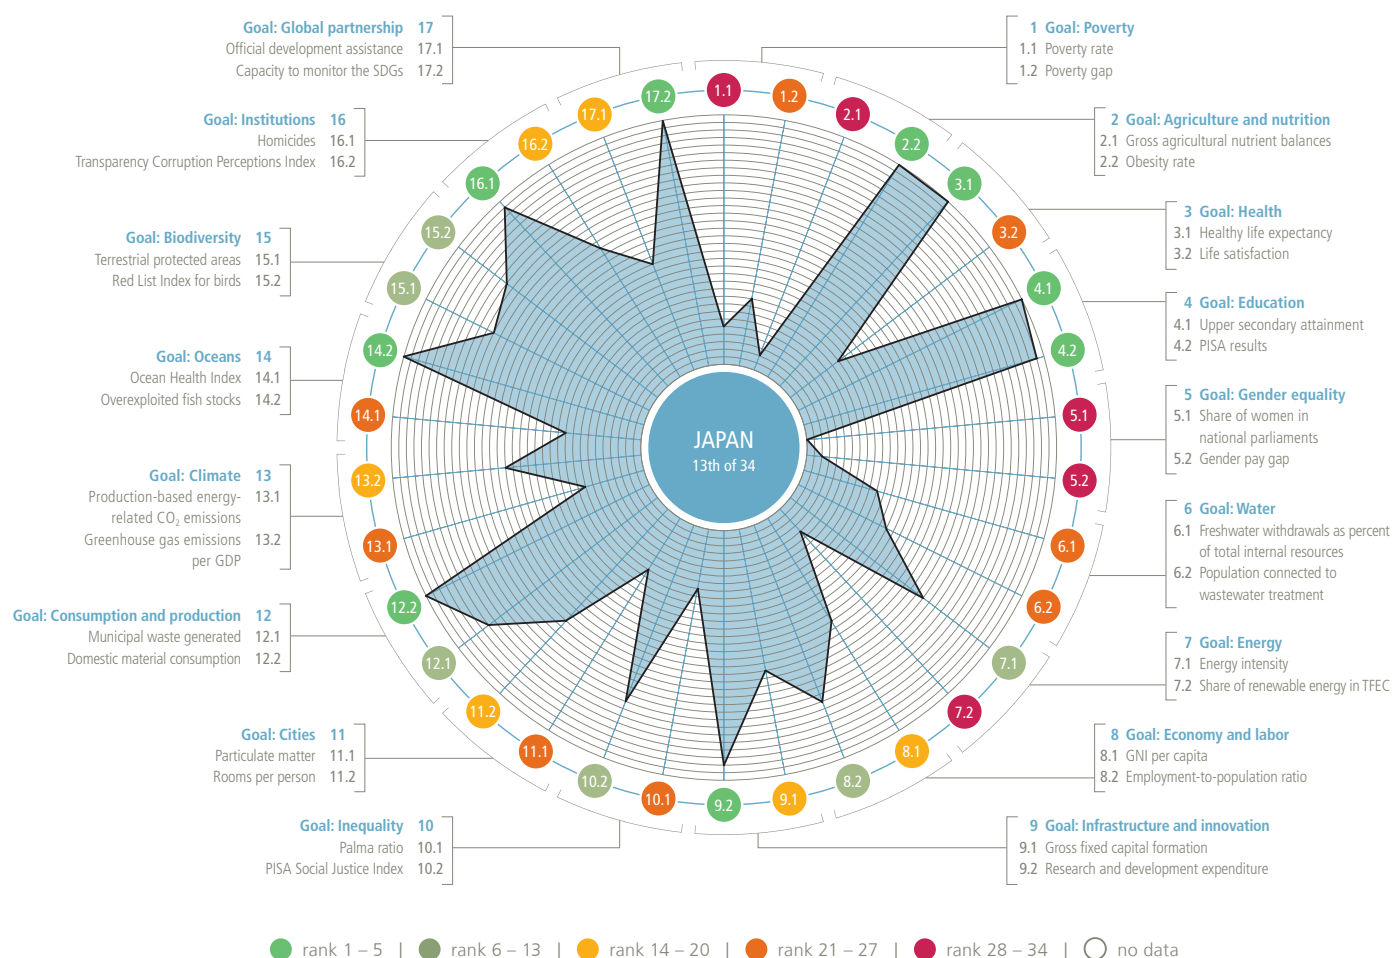 Goal: Global partnership 17
Official development assistance 17.1
Capacity to monitor the SDGs 17.2
1 Goal: Poverty
1.1 Poverty rate
1.2 Poverty gap
Goal: Institutions 16
Homicides 16.1
Transparency Corruption Perceptions Index 16.2
2 Goal: Agriculture and nutrition
2.1 Gross agricultural nutrient balances
2.2 Obesity rate
Goal: Biodiversity 15
Terrestrial protected areas 15.1
Red List Index for birds 15.2
3 Goal: Health
3.1 Healthy life expectancy
3.2 Life satisfaction
Goal: Oceans 14
Ocean Health Index 14.1
Overexploited fish stocks 14.2
4 Goal: Education
4.1 Upper secondary attainment
4.2 PISA results
Goal: Climate 13
Production-based energy- 13.1
related CO₂ emissions
Greenhouse gas emissions 13.2
per GDP
5 Goal: Gender equality
5.1 Share of women in
national parliaments
5.2 Gender pay gap
Goal: Consumption and production 12
Municipal waste generated 12.1
Domestic material consumption 12.2
6 Goal: Water
6.1 Freshwater withdrawals as percent
of total internal resources
6.2 Population connected to
wastewater treatment
Goal: Cities 11
Particulate matter 11.1
Rooms per person 11.2
7 Goal: Energy
7.1 Energy intensity
7.2 Share of renewable energy in TFEC
Goal: Inequality 10
Palma ratio 10.1
PISA Social Justice Index 10.2
8 Goal: Economy and labor
8.1 GNI per capita
8.2 Employment-to-population ratio
9 Goal: Infrastructure and innovation
9.1 Gross fixed capital formation
9.2 Research and development expenditure
1.1
1.2
2.1
2.2
3.1
3.2
4.1
4.2
5.1
5.2
6.1
6.2
7.1
7.2
8.1
8.2
9.1
9.2
10.1
10.2
11.1
11.2
12.1
12.2
13.1
13.2
14.1
14.2
15.1
15.2
16.1
16.2
17.1
17.2
JAPAN
13th of 34
rank 1 – 5 | rank 6 – 13 | rank 14 – 20 | rank 21 – 27 | rank 28 – 34 | no data